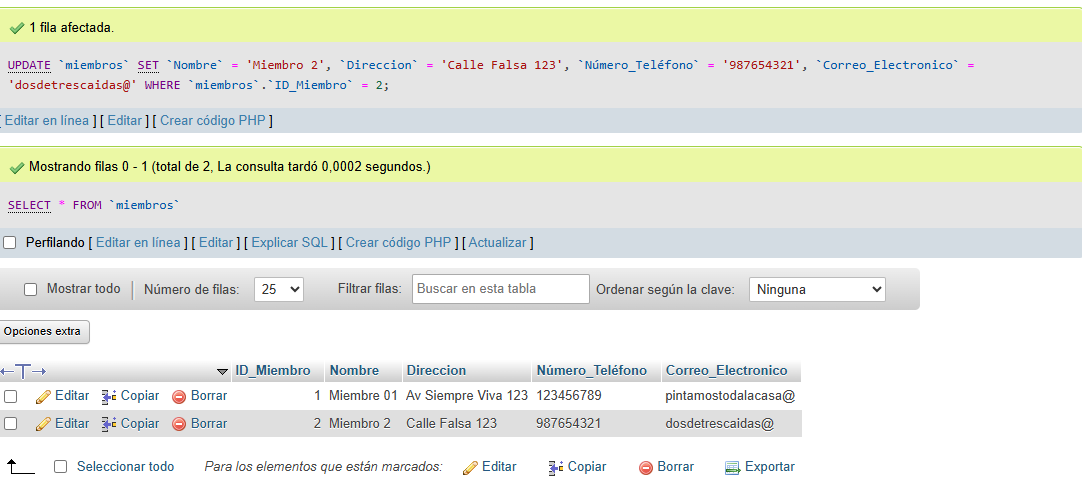 1 fila afectada.
UPDATE `miembros` SET `Nombre` = 'Miembro 2', `Direccion` = 'Calle Falsa 123', `Número_Teléfono` = '987654321', `Correo_Electronico` =
'dosdetrescaidas@' WHERE `miembros`.`ID_Miembro` = 2;
[ Editar en línea ] [ Editar ] [ Crear código PHP ]
Mostrando filas 0 - 1 (total de 2, La consulta tardó 0,0002 segundos.)
SELECT * FROM `miembros`
Perfilando [ Editar en línea ] [ Editar ] [ Explicar SQL ] [ Crear código PHP ] [ Actualizar ]
Mostrar todo Número de filas: 25 Filtrar filas: Buscar en esta tabla Ordenar según la clave: Ninguna
Opciones extra
←T→ ID_Miembro Nombre Direccion Número_Teléfono Correo_Electronico
Editar Copiar Borrar 1 Miembre 01 Av Siempre Viva 123 123456789 pintamostodalacasa@
Editar Copiar Borrar 2 Miembro 2 Calle Falsa 123 987654321 dosdetrescaidas@
Seleccionar todo Para los elementos que están marcados: Editar Copiar Borrar Exportar